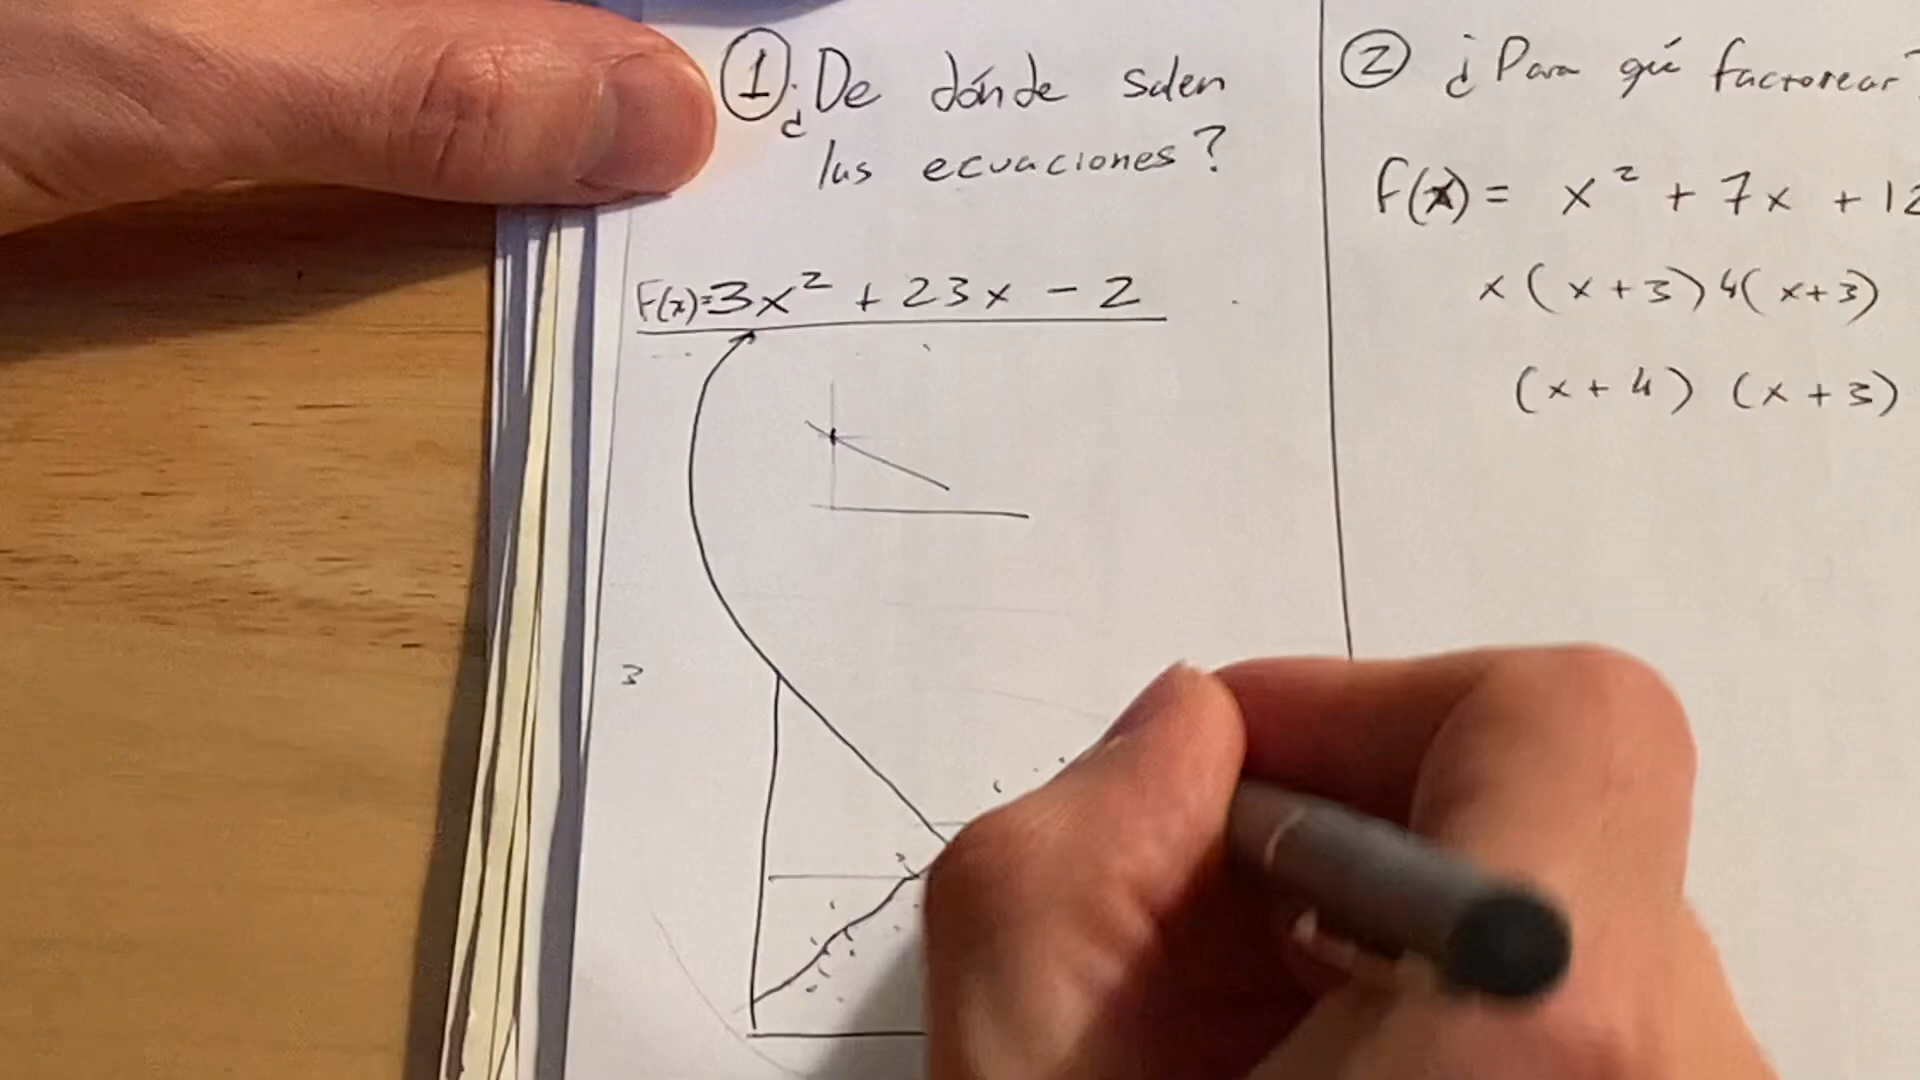 1 ¿De dónde salen
las ecuaciones?
F(x)=3x² + 23x - 2
3
2 ¿Para qué factorear?
F(x) = x² + 7x + 12
x(x+3)4(x+3)
(x+4) (x+3)